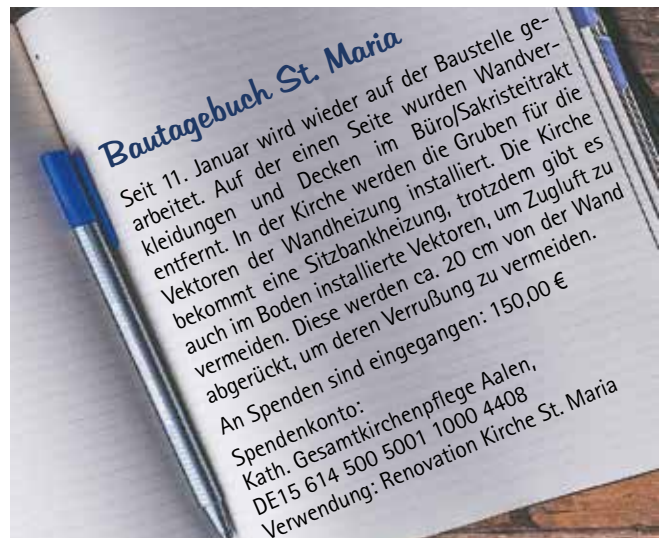 Bautagebuch St. Maria
Seit 11. Januar wird wieder auf der Baustelle ge-
arbeitet. Auf der einen Seite wurden Wandver-
kleidungen und Decken im Büro/Sakristeitrakt
entfernt. In der Kirche werden die Gruben für die
Vektoren der Wandheizung installiert. Die Kirche
bekommt eine Sitzbankheizung, trotzdem gibt es
auch im Boden installierte Vektoren, um Zugluft zu
vermeiden. Diese werden ca. 20 cm von der Wand
abgerückt, um deren Verrußung zu vermeiden.
An Spenden sind eingegangen: 150,00 €
Spendenkonto:
Kath. Gesamtkirchenpflege Aalen,
DE15 614 500 5001 1000 4408
Verwendung: Renovation Kirche St. Maria